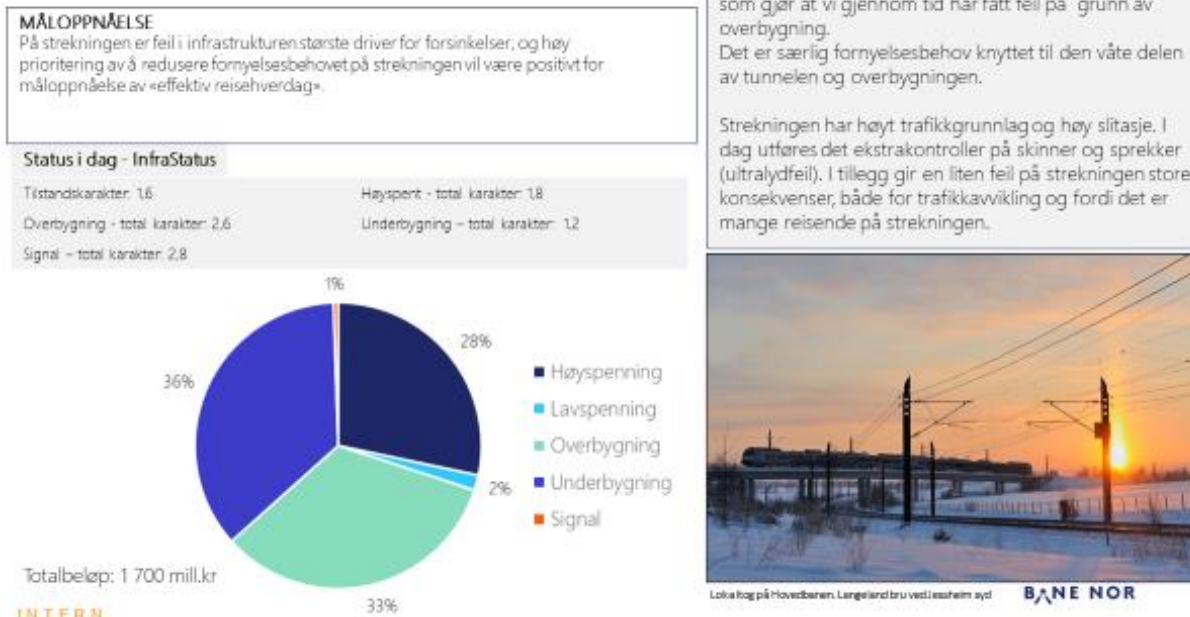 MÅLOPPNÅELSE
På strekningen er feil i infrastrukturen største driver for forsinkelser, og høy
prioritering av å redusere fornyelsesbehovet på strekningen vil være positivt for
måloppnåelse av «effektiv reisehverdag».
Status i dag - InfraStatus
Tilstandskarakter: 1,6
Høyspent - total karakter: 1,8
Overbygning - total karakter: 2,6
Underbygning – total karakter: 1,2
Signal – total karakter: 2,8
1%
28%
36%
2%
33%
Høyspenning
Lavspenning
Overbygning
Underbygning
Signal
Totalbeløp: 1 700 mill.kr
INTERN
som gjør at vi gjennom tid har fått feil på grunn av
overbygning.
Det er særlig fornyelsesbehov knyttet til den våte delen
av tunnelen og overbygningen.
Strekningen har høyt trafikkgrunnlag og høy slitasje. I
dag utføres det ekstrakontroller på skinner og sprekker
(ultralydfeil). I tillegg gir en liten feil på strekningen store
konsekvenser, både for trafikkavvikling og fordi det er
mange reisende på strekningen.
Lokaltog på Hovedbanen. Langeland bru ved Jessheim syd
BANE NOR